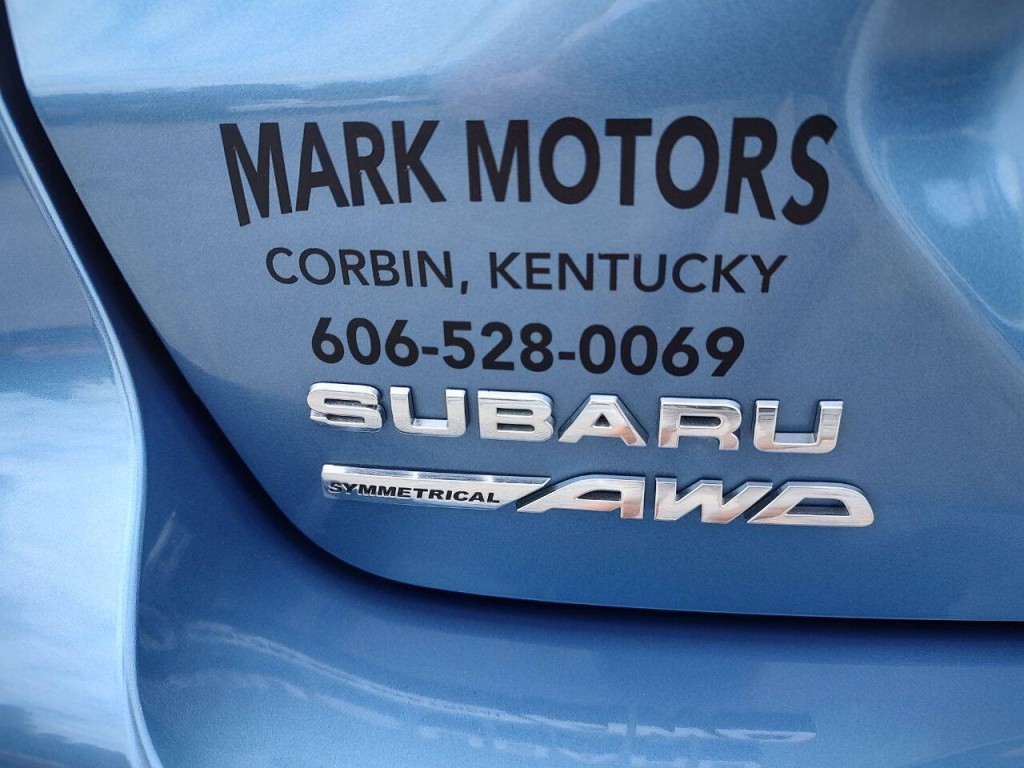 MARK MOTORS
CORBIN, KENTUCKY
606-528-0069
SUBARU
SYMMETRICAL AWD